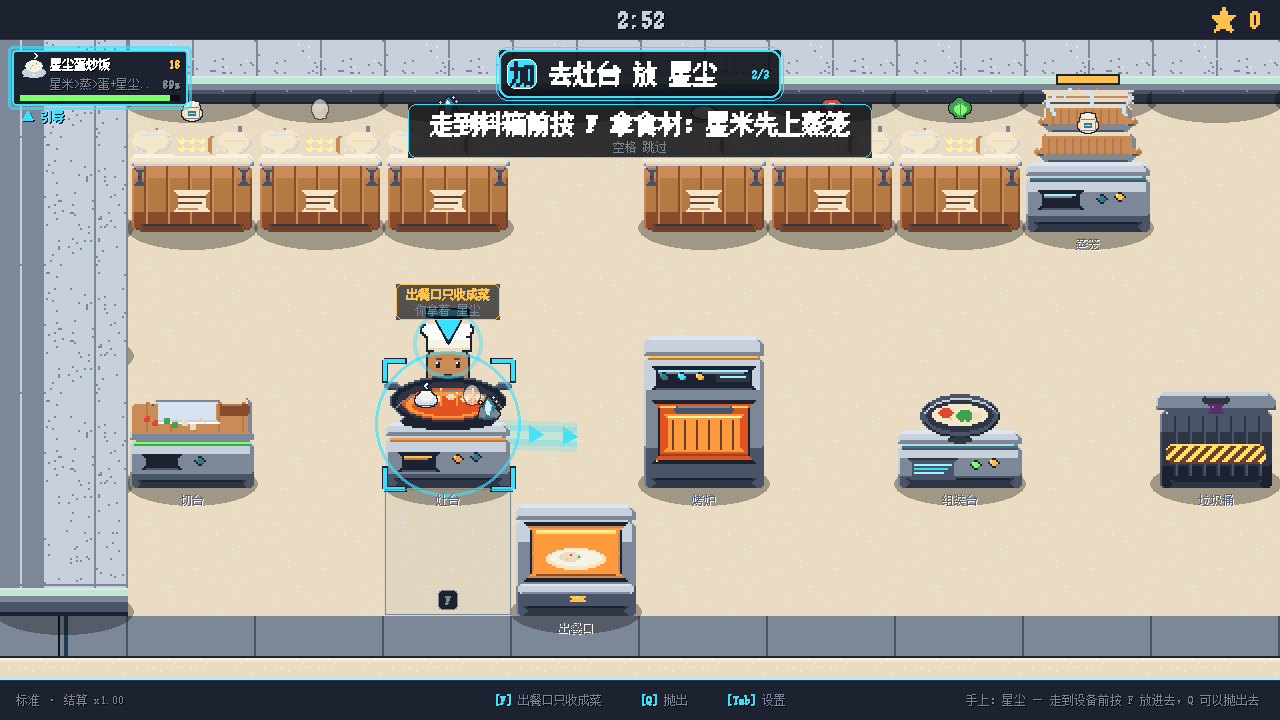 2:52
0
星尘蛋炒饭 18
星米>蒸>蛋+星尘.. 89s
▲ 引导
加 去灶台 放 星尘 2/3
走到料箱前按 F 拿食材: 星米先上蒸笼
空格 跳过
蒸笼
出餐口只收成菜
你拿着 星尘
切台
灶台
烤炉
组装台
垃圾桶
F
出餐口
标准 · 结算 x1.00
[F] 出餐口只收成菜
[Q] 抛出
[Tab] 设置
手上: 星尘 — 走到设备前按 F 放进去, Q 可以抛出去